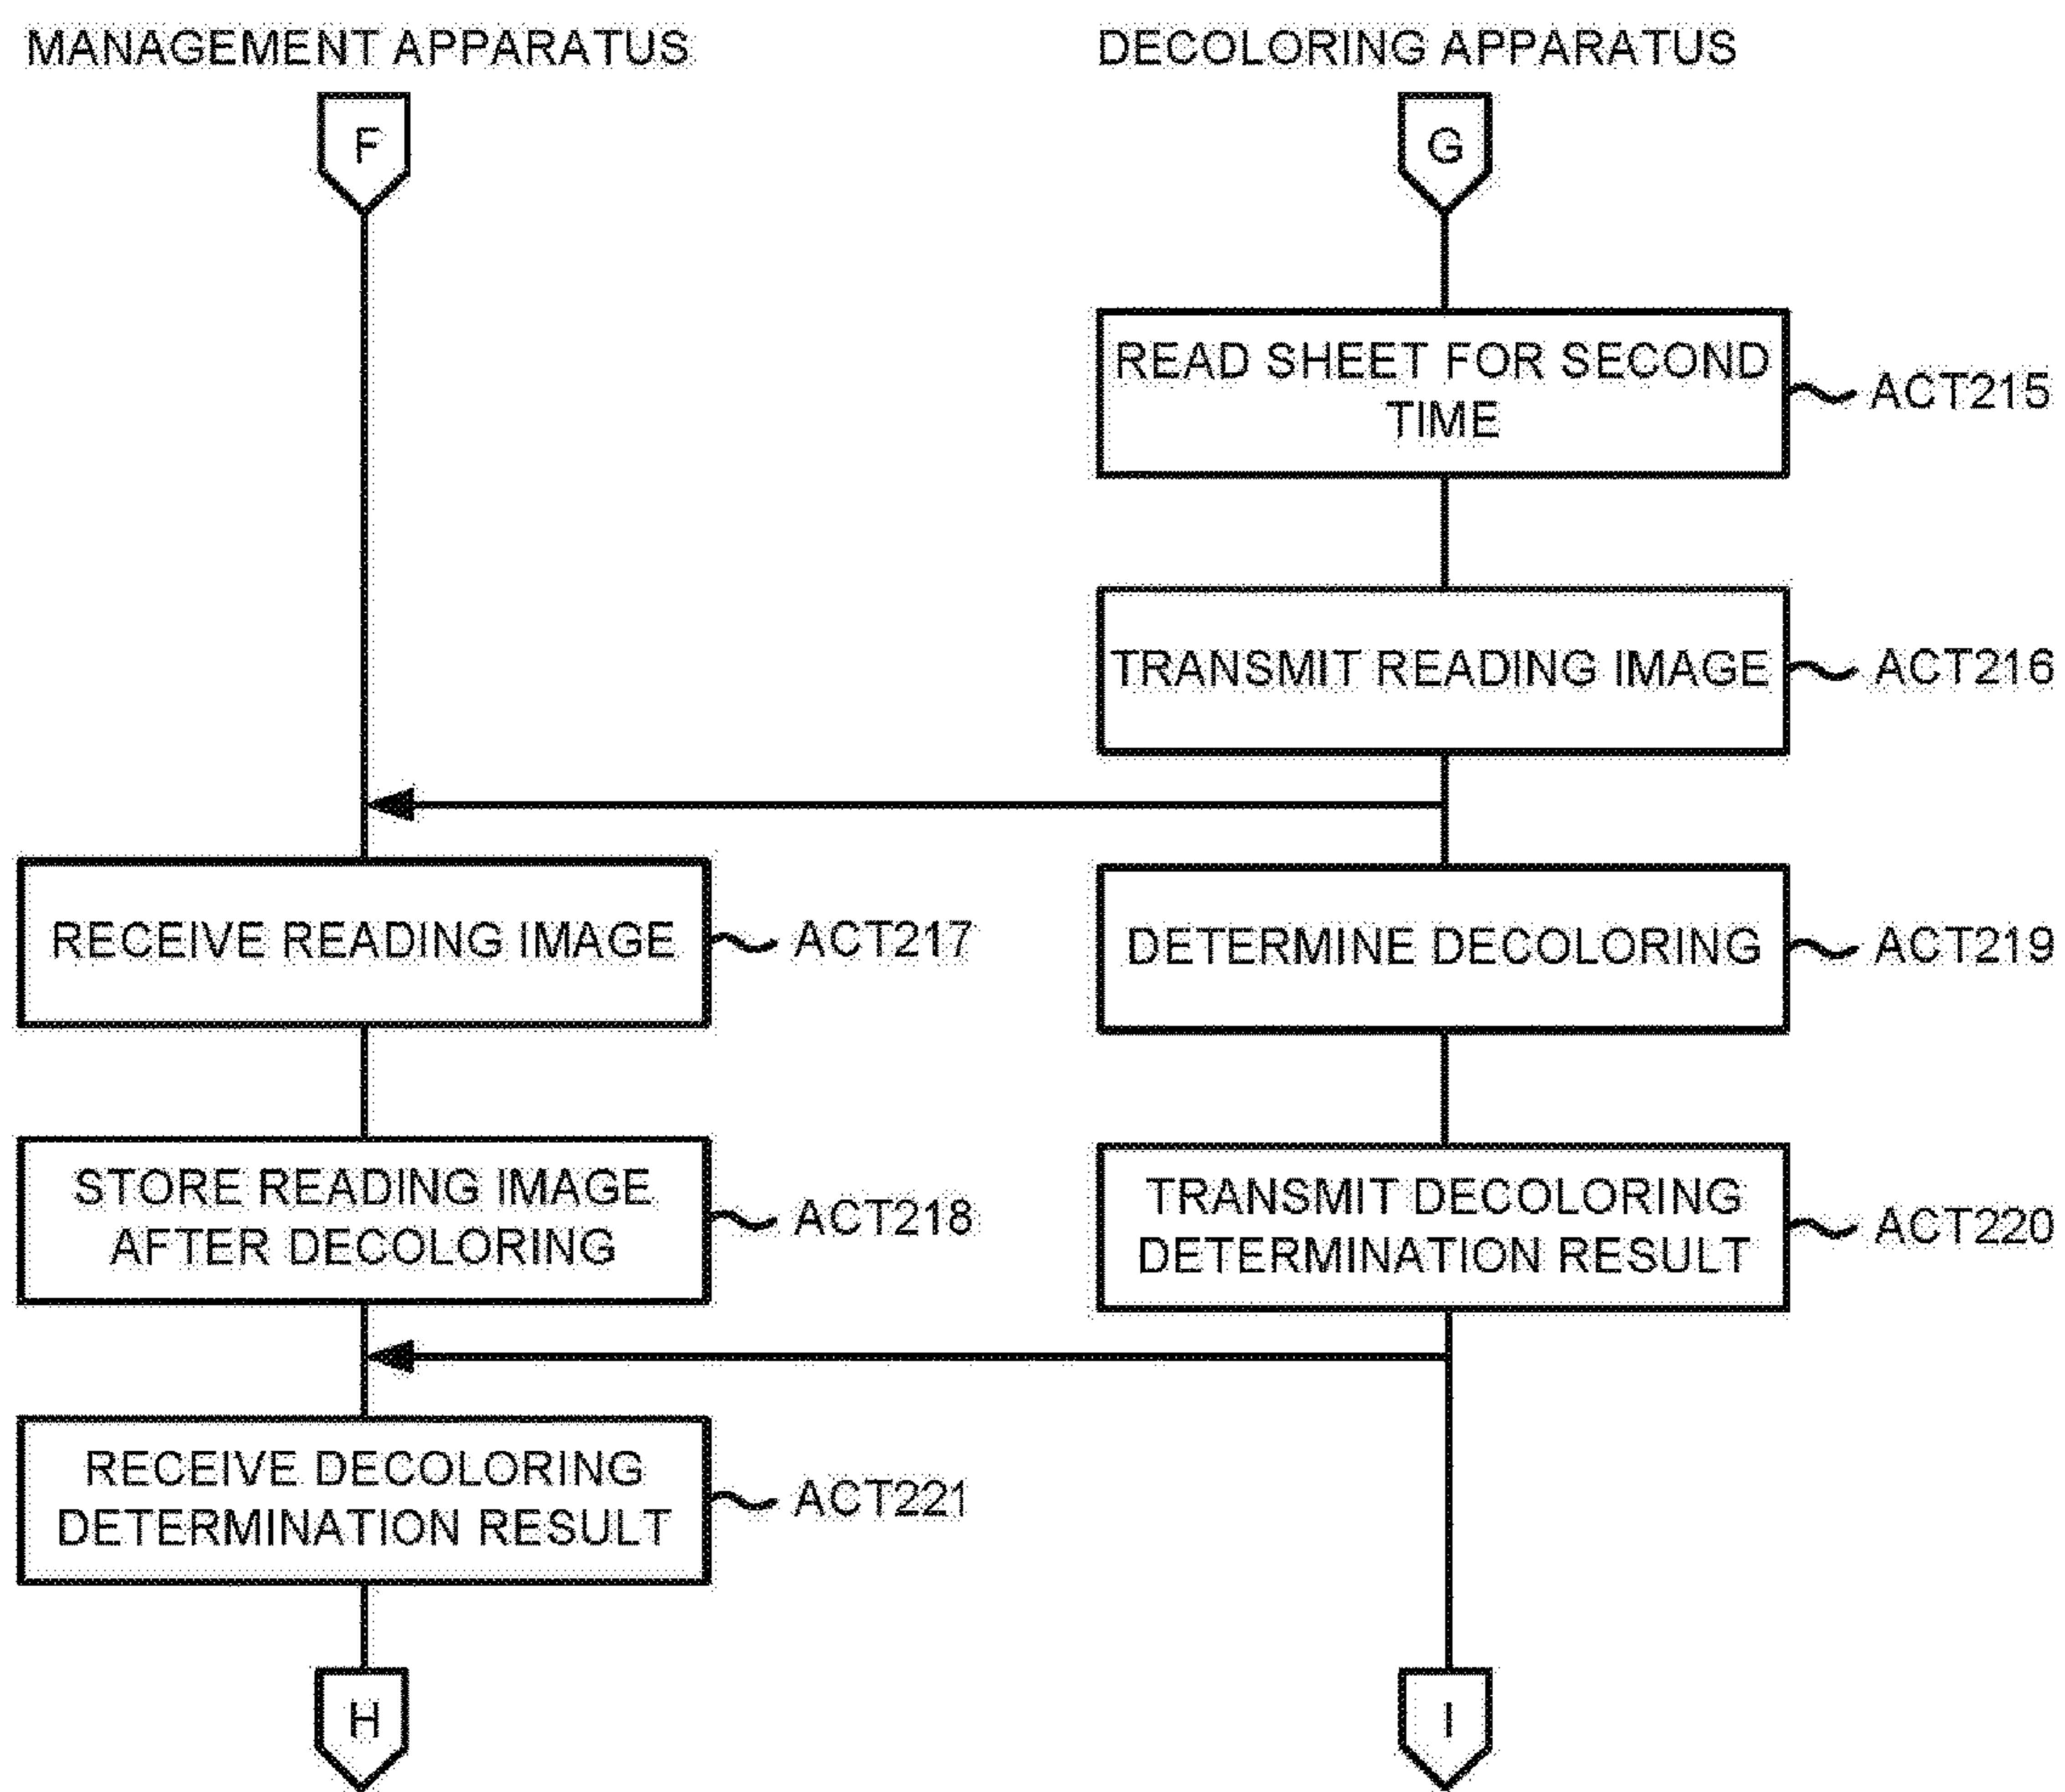 MANAGEMENT APPARATUS
DECOLORING APPARATUS
F
G
READ SHEET FOR SECOND
TIME
ACT215
TRANSMIT READING IMAGE
ACT216
RECEIVE READING IMAGE
ACT217
DETERMINE DECOLORING
ACT219
STORE READING IMAGE
AFTER DECOLORING
ACT218
TRANSMIT DECOLORING
DETERMINATION RESULT
ACT220
RECEIVE DECOLORING
DETERMINATION RESULT
ACT221
H
I